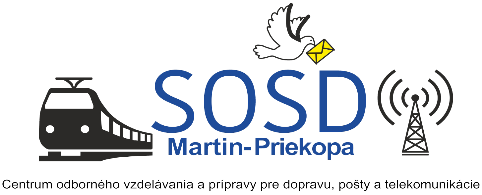 SOSD
Martin-Priekopa
Centrum odborného vzdelávania a prípravy pre dopravu, pošty a telekomunikácie